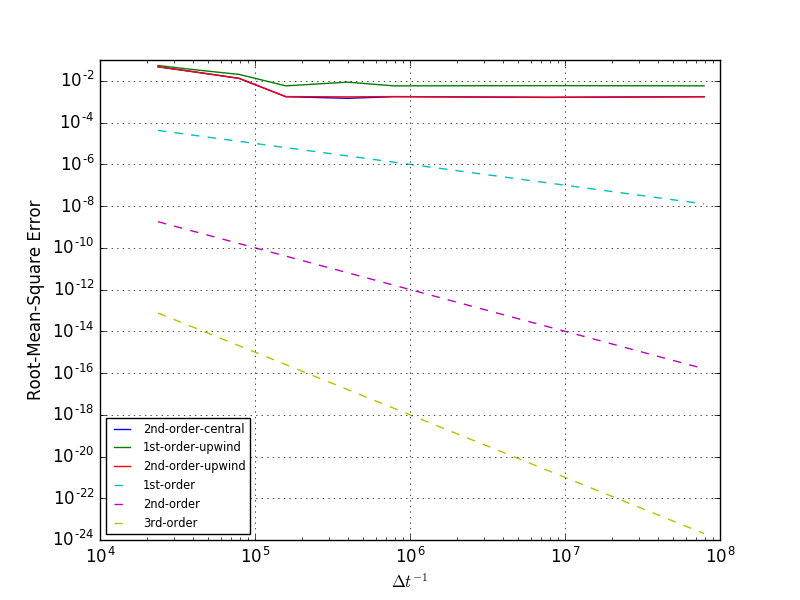 10^-2
10^-4
10^-6
10^-8
10^-10
10^-12
10^-14
10^-16
10^-18
10^-20
10^-22
10^-24
Root-Mean-Square Error
2nd-order-central
1st-order-upwind
2nd-order-upwind
1st-order
2nd-order
3rd-order
10^4 10^5 10^6 10^7 10^8
Δt^-1